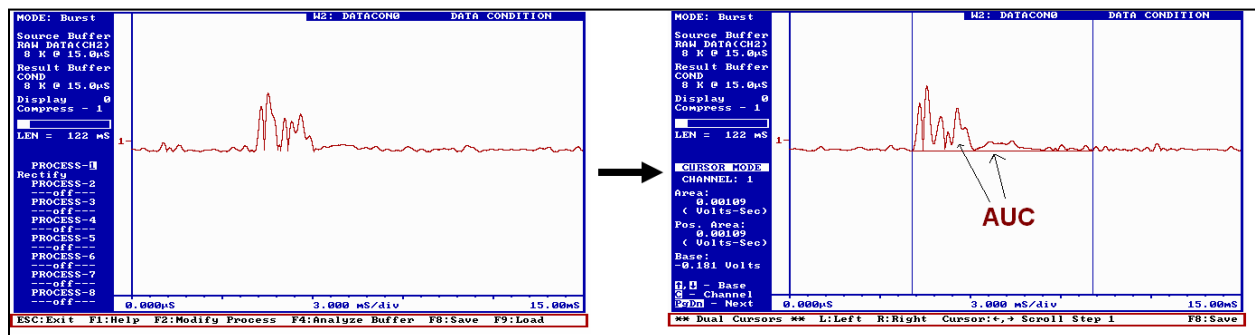 MODE: Burst
W2: DATACON0 DATA CONDITION
Source Buffer
RAW DATA(CH2)
8 K @ 15.0µS
Result Buffer
COND
8 K @ 15.0µS
Display 0
Compress - 1
LEN = 122 mS
1-
PROCESS-1
Rectify
PROCESS-2
---off---
PROCESS-3
---off---
PROCESS-4
---off---
PROCESS-5
---off---
PROCESS-6
---off---
PROCESS-7
---off---
PROCESS-8
---off---
0.000µS 3.000 mS/div 15.00mS
ESC:Exit F1:Help F2:Modify Process F4:Analyze Buffer F8:Save F9:Load
MODE: Burst
W2: DATACON0 DATA CONDITION
Source Buffer
RAW DATA(CH2)
8 K @ 15.0µS
Result Buffer
COND
8 K @ 15.0µS
Display 0
Compress - 1
LEN = 122 mS
1-
CURSOR MODE
CHANNEL: 1
Area:
0.00109
( Volts-Sec)
Pos. Area:
0.00109
( Volts-Sec)
Base:
-0.181 Volts
↑,↓ - Base
C - Channel
PgDn - Next
AUC
0.000µS 3.000 mS/div 15.00mS
** Dual Cursors ** L:Left R:Right Cursor:←,→ Scroll Step 1 F8:Save